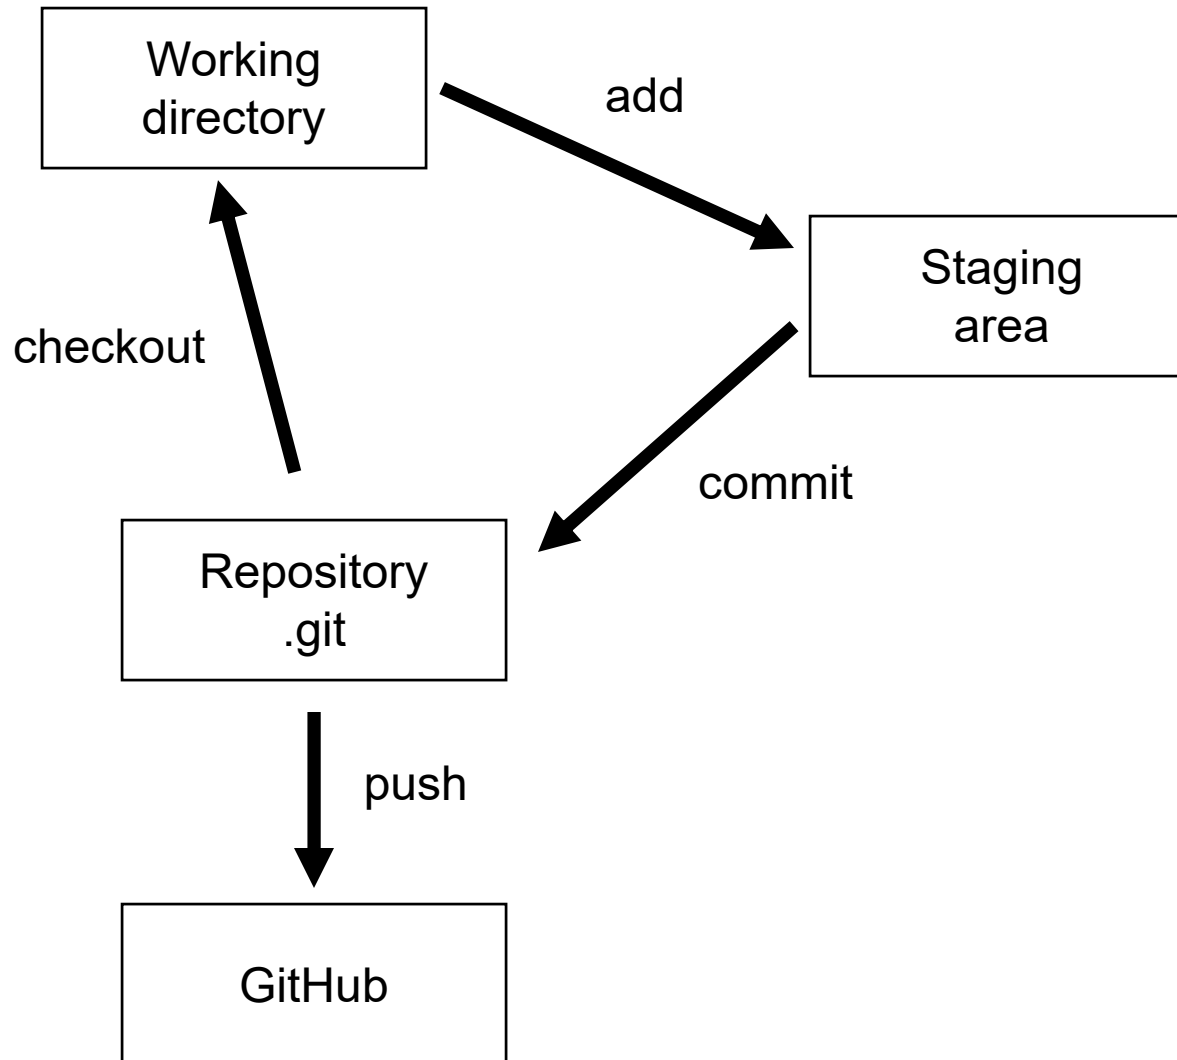 Working
directory
add
Staging
area
checkout
commit
Repository
.git
push
GitHub